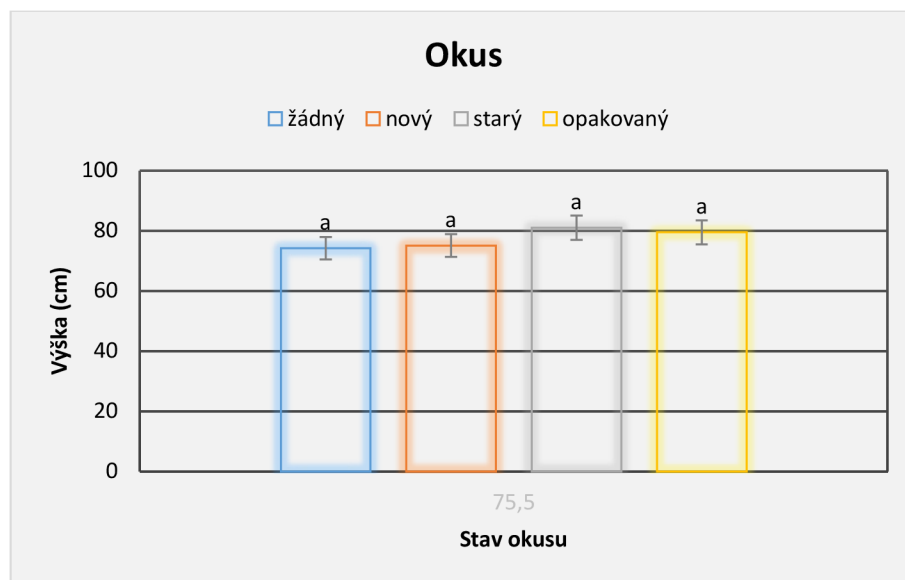 Okus
žádný nový starý opakovaný
100
80
60
40
20
0
Výška (cm)
a a a a
75,5
Stav okusu